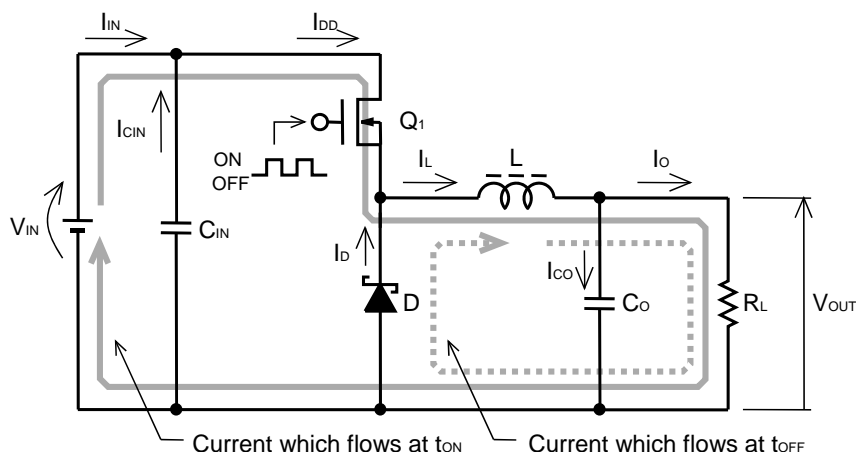 IIN
IDD
ICIN
Q1
ON
OFF
IL
L
IO
VIN
CIN
ID
D
ICO
CO
RL
VOUT
Current which flows at tON
Current which flows at tOFF